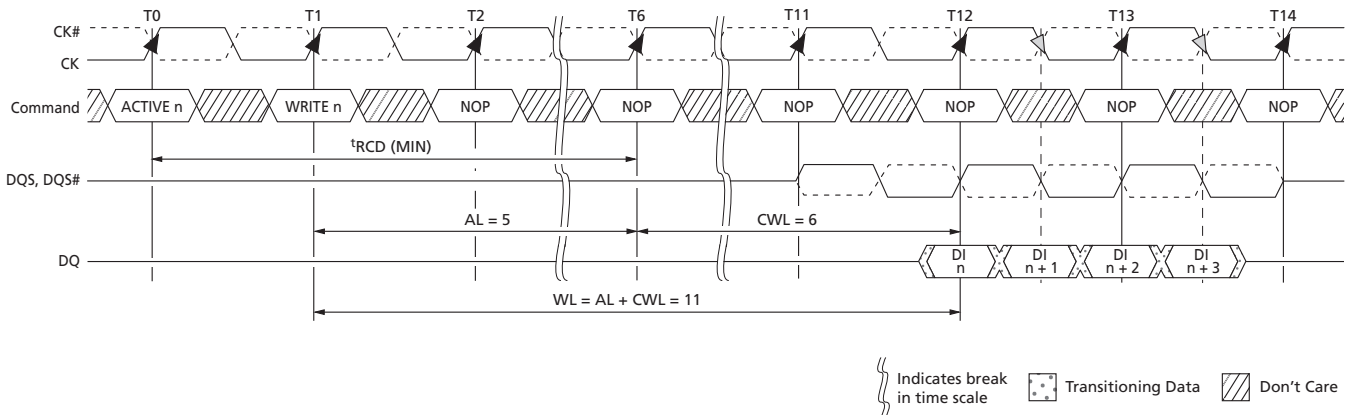 T0 T1 T2 T6 T11 T12 T13 T14
CK#
CK
Command ACTIVE n WRITE n NOP NOP NOP NOP NOP NOP
tRCD (MIN)
DQS, DQS#
AL = 5 CWL = 6
DQ DI n DI n + 1 DI n + 2 DI n + 3
WL = AL + CWL = 11
Indicates break in time scale
Transitioning Data
Don't Care